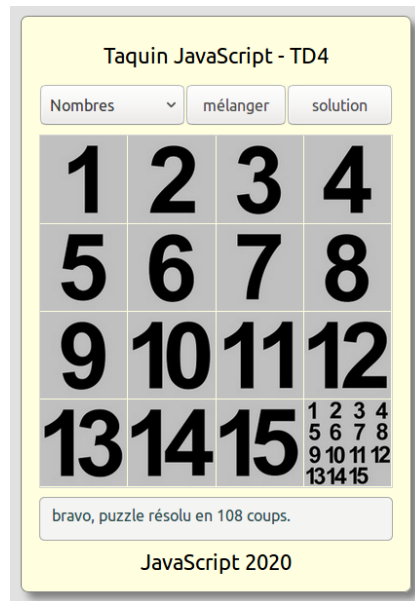 Taquin JavaScript - TD4
Nombres mélanger solution
1 2 3 4
5 6 7 8
9 10 11 12
13 14 15
1 2 3 4
5 6 7 8
9 10 11 12
13 14 15
bravo, puzzle résolu en 108 coups.
JavaScript 2020